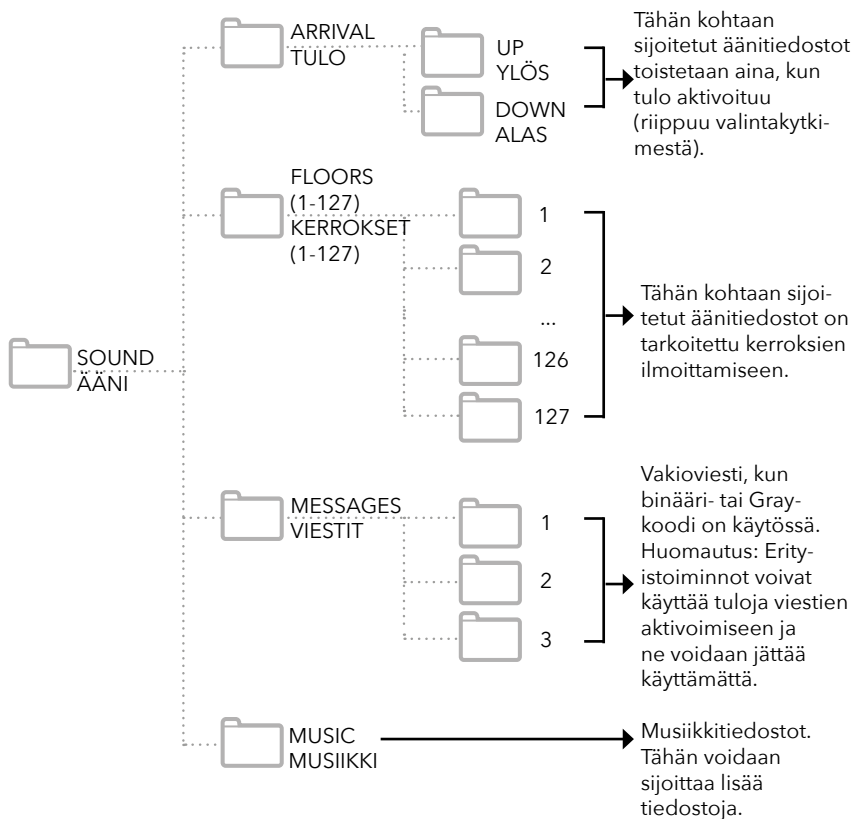 ARRIVAL
TULO
UP
YLÖS
DOWN
ALAS
Tähän kohtaan
sijoitetut äänitiedostot
toistetaan aina, kun
tulo aktivoituu
(riippuu valintakytki-
mestä).
FLOORS
(1-127)
KERROKSET
(1-127)
1
2
...
126
127
Tähän kohtaan sijoi-
tetut äänitiedostot on
tarkoitettu kerroksien
ilmoittamiseen.
SOUND
ÄÄNI
MESSAGES
VIESTIT
1
2
3
Vakioviesti, kun
binääri- tai Gray-
koodi on käytössä.
Huomautus: Erity-
istoiminnot voivat
käyttää tuloja viestien
aktivoimiseen ja
ne voidaan jättää
käyttämättä.
MUSIC
MUSIIKKI
Musiikkitiedostot.
Tähän voidaan
sijoittaa lisää
tiedostoja.